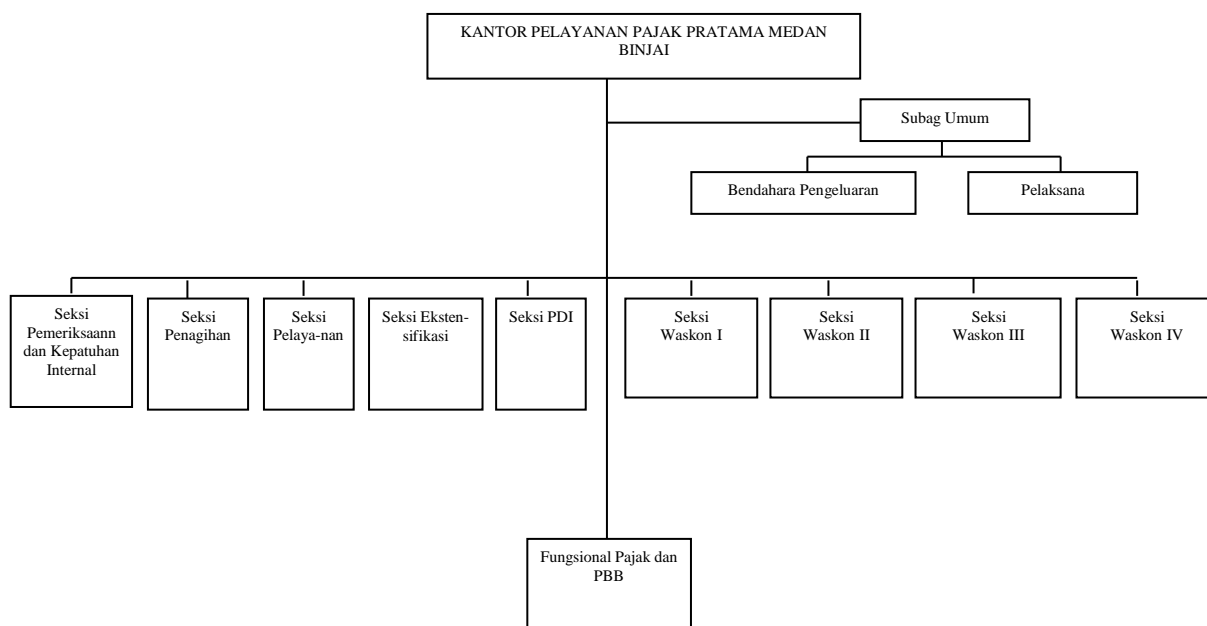 KANTOR PELAYANAN PAJAK PRATAMA MEDAN
BINJAI
Subag Umum
Bendahara Pengeluaran
Pelaksana
Seksi
Pemeriksaann
dan Kepatuhan
Internal
Seksi
Penagihan
Seksi
Pelaya-nan
Seksi Eksten-
sifikasi
Seksi PDI
Seksi
Waskon I
Seksi
Waskon II
Seksi
Waskon III
Seksi
Waskon IV
Fungsional Pajak dan
PBB